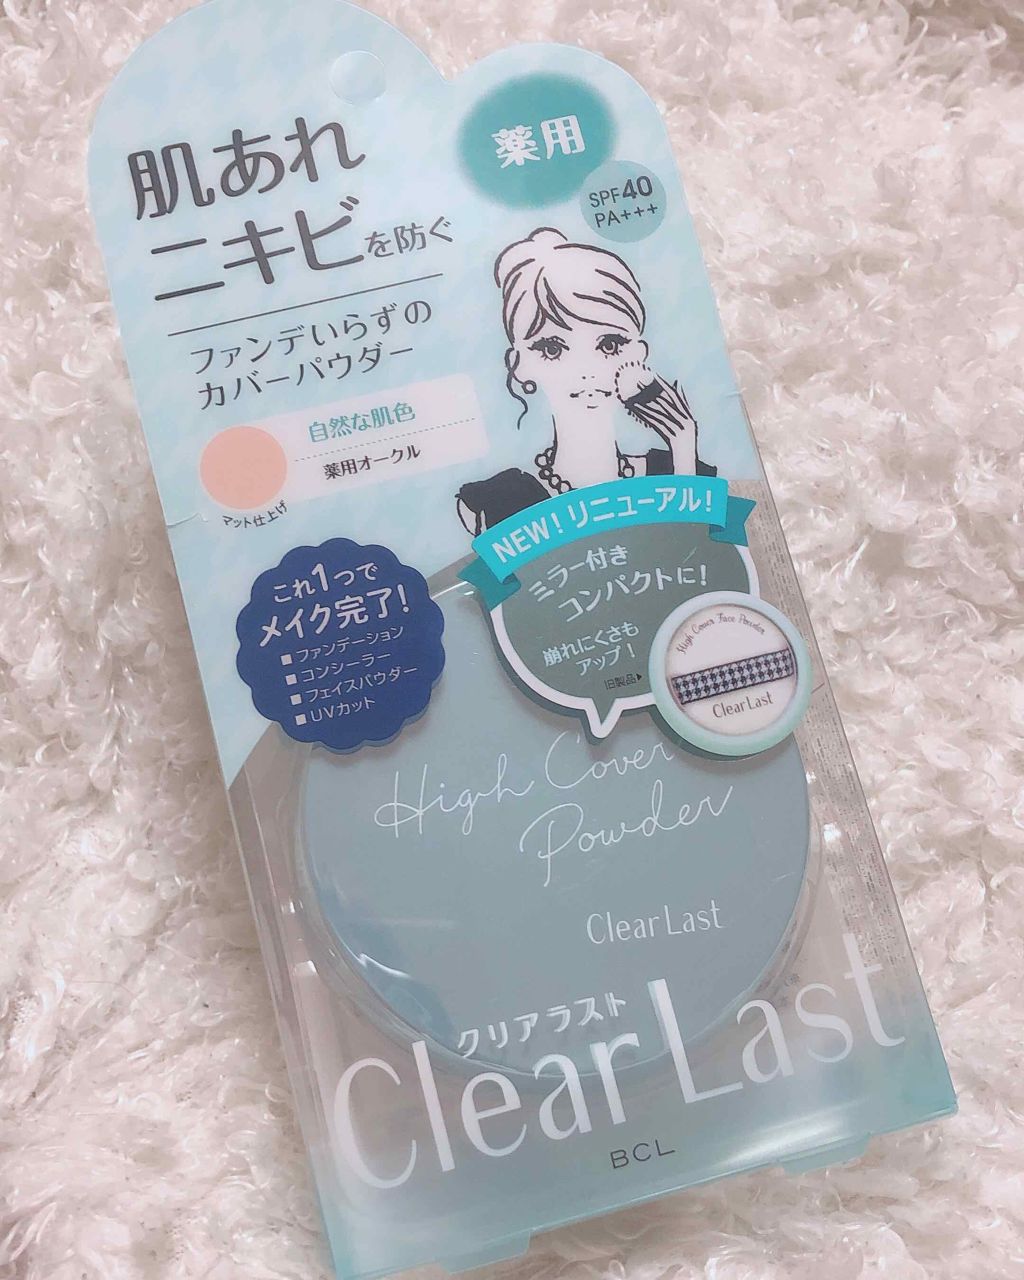 肌あれ
ニキビを防ぐ
ファンデいらずの
カバーパウダー
薬用
SPF40
PA+++
自然な肌色
薬用オークル
マット仕上げ
これ1つで
メイク完了!
■ファンデーション
■コンシーラー
■フェイスパウダー
■UVカット
NEW!リニューアル!
ミラー付き
コンパクトに!
崩れにくさも
アップ!
旧製品▶
High Cover Face Powder
Clear Last
High Cover
Powder
Clear Last
クリアラスト
Clear Last
BCL